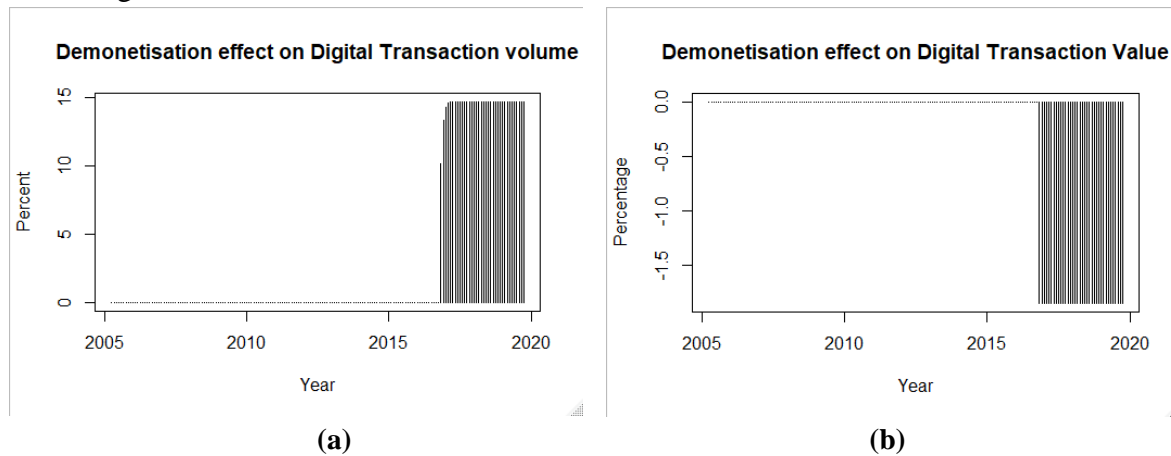 Demonetisation effect on Digital Transaction volume
Percent
15
10
5
0
2005 2010 2015 2020
Year
(a)
Demonetisation effect on Digital Transaction Value
Percentage
0.0
-0.5
-1.0
-1.5
2005 2010 2015 2020
Year
(b)